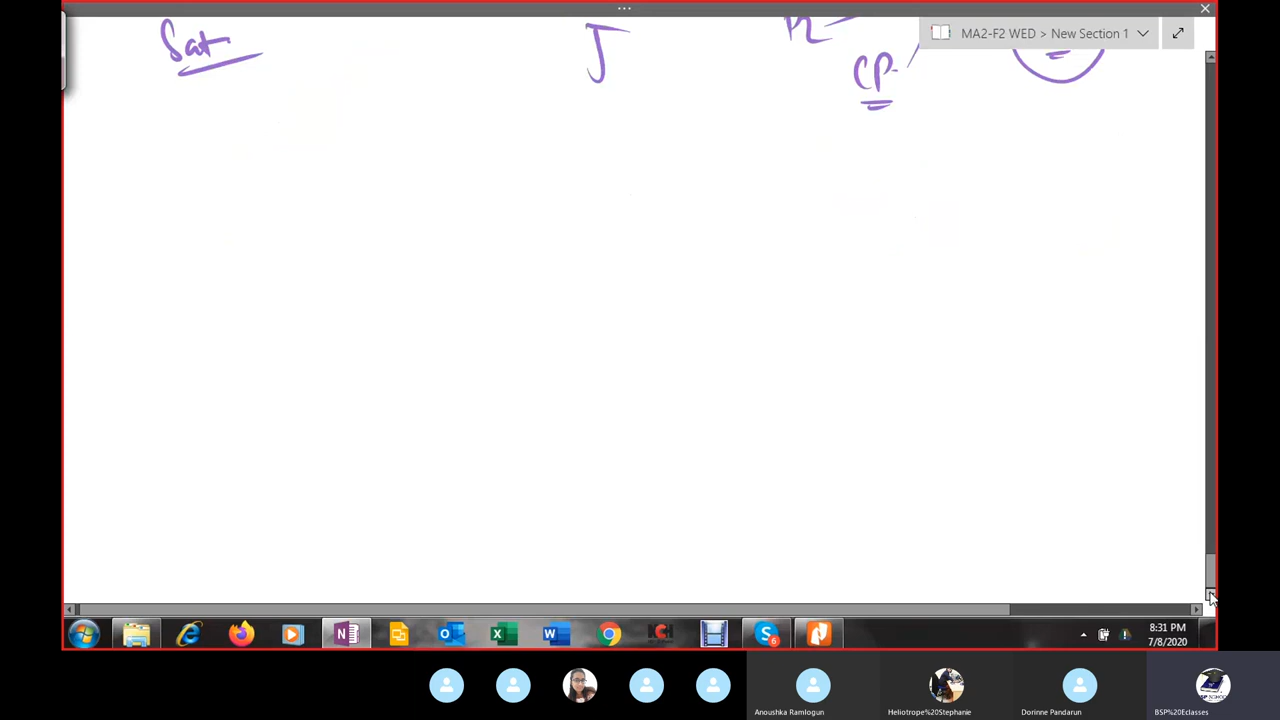 MA2-F2 WED > New Section 1
Sat
J
CP
8:31 PM
7/8/2020
6
Anoushka Ramlogun
Heliotrope%20Stephanie
Dorinne Pandarun
BSP%20Eclasses